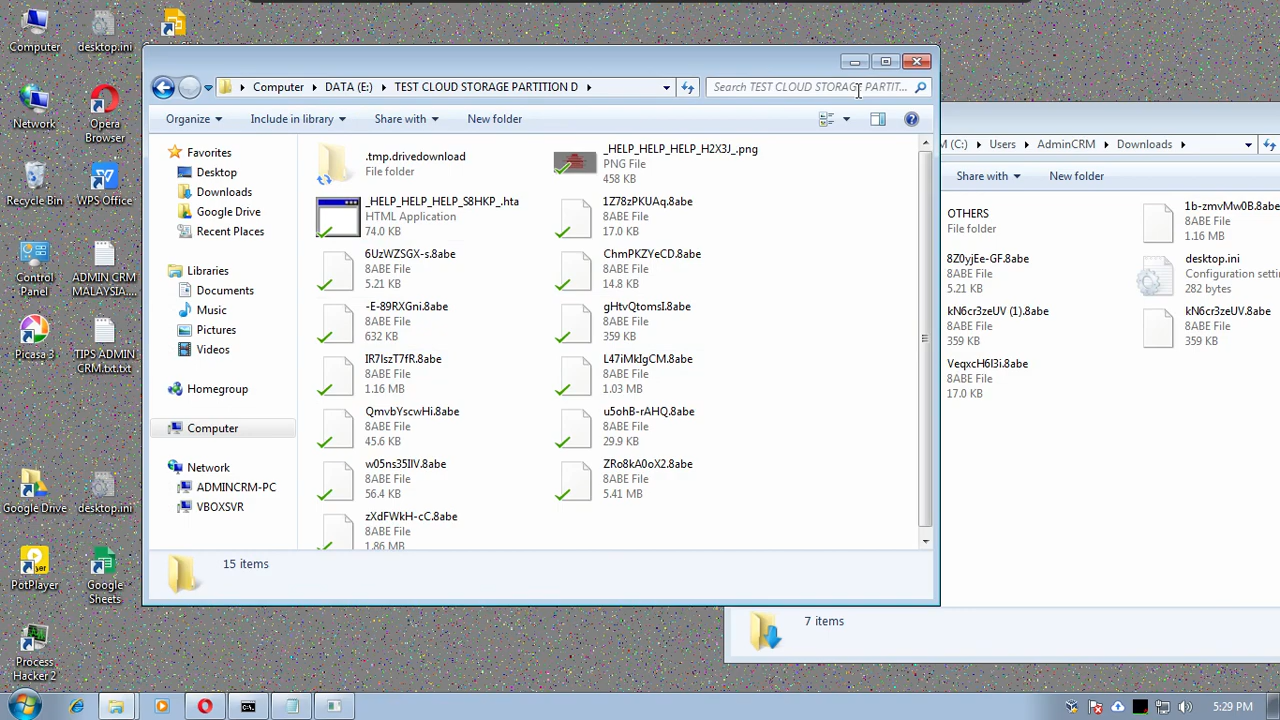 Computer
desktop.ini
Network
Opera
Browser
Recycle Bin
WPS Office
Control
Panel
ADMIN CRM
MALAYSIA....
Picasa 3
TIPS ADMIN
CRM.txt.txt
Google Drive
desktop.ini
PotPlayer
Google
Sheets
Process
Hacker 2
Computer
DATA (E:)
TEST CLOUD STORAGE PARTITION D
Search TEST CLOUD STORAGE PARTIT...
Organize
Include in library
Share with
New folder
Favorites
Desktop
Downloads
Google Drive
Recent Places
Libraries
Documents
Music
Pictures
Videos
Homegroup
Computer
Network
ADMINCRM-PC
VBOXSVR
.tmp.drivedownload
File folder
_HELP_HELP_HELP_H2X3J_.png
PNG File
458 KB
_HELP_HELP_HELP_S8HKP_.hta
HTML Application
74.0 KB
1Z78zPKUAq.8abe
8ABE File
17.0 KB
6UzWZSGX-s.8abe
8ABE File
5.21 KB
ChmPKZYeCD.8abe
8ABE File
14.8 KB
-E-89RXGni.8abe
8ABE File
632 KB
gHtvQtomsI.8abe
8ABE File
359 KB
8ABE File
1.16 MB
L47iMkIgCM.8abe
8ABE File
1.03 MB
QmvbYscwHi.8abe
8ABE File
45.6 KB
u5ohB-rAHQ.8abe
8ABE File
29.9 KB
8ABE File
56.4 KB
ZRo8kA0oX2.8abe
8ABE File
5.41 MB
zXdFWkH-cC.8abe
8ABE File
1.86 MB
15 items
(C:)
Users
AdminCRM
Downloads
Share with
New folder
OTHERS
File folder
1b-zmvMw0B.8abe
8ABE File
1.16 MB
8Z0yjEe-GF.8abe
8ABE File
5.21 KB
desktop.ini
Configuration setti
282 bytes
kN6cr3zeUV (1).8abe
8ABE File
359 KB
kN6cr3zeUV.8abe
8ABE File
359 KB
8ABE File
17.0 KB
7 items
5:29 PM